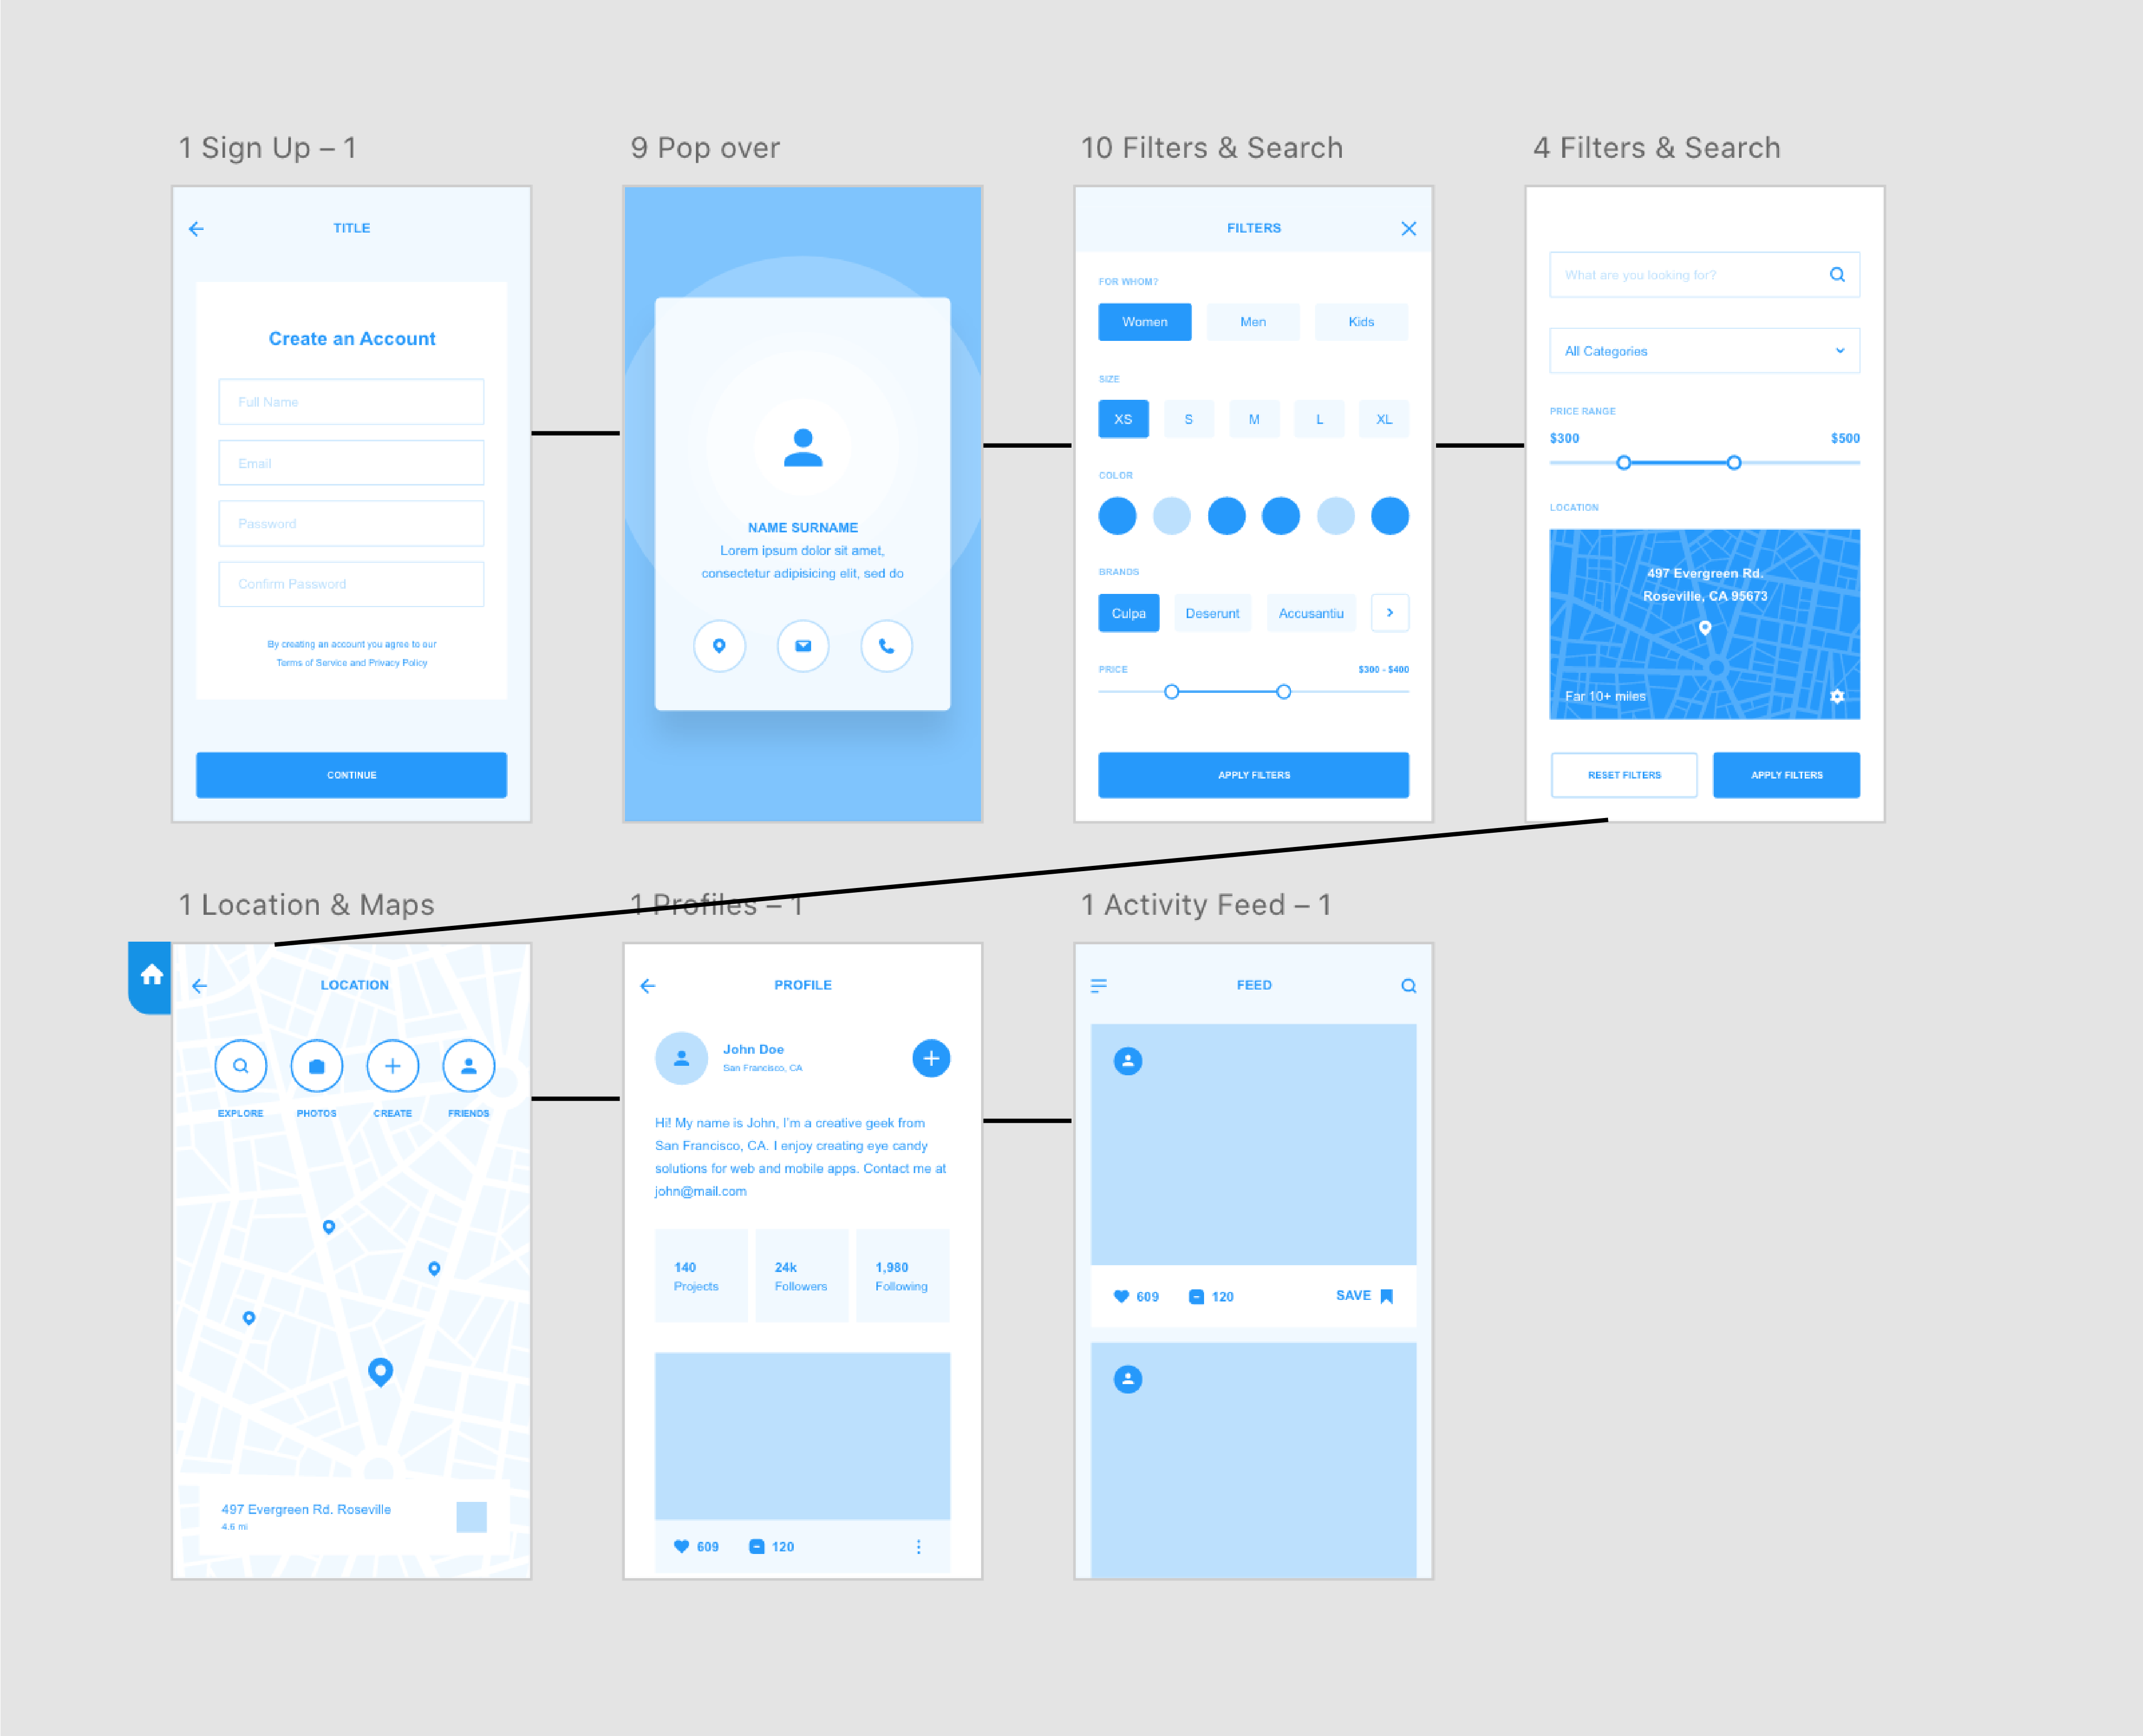 1 Sign Up – 1
TITLE
Create an Account
Full Name
Email
Password
Confirm Password
By creating an account you agree to our
Terms of Service and Privacy Policy
CONTINUE
9 Pop over
NAME SURNAME
Lorem ipsum dolor sit amet,
consectetur adipisicing elit, sed do
10 Filters & Search
FILTERS
FOR WHOM?
Women Men Kids
SIZE
XS S M L XL
COLOR
BRANDS
Culpa Deserunt Accusantiu
PRICE $300 - $400
APPLY FILTERS
4 Filters & Search
What are you looking for?
All Categories
PRICE RANGE
$300 $500
LOCATION
497 Evergreen Rd.
Roseville, CA 95673
Far 10+ miles
RESET FILTERS APPLY FILTERS
1 Location & Maps
LOCATION
EXPLORE PHOTOS CREATE FRIENDS
497 Evergreen Rd. Roseville
4.6 mi
1 Profiles – 1
PROFILE
John Doe
San Francisco, CA
Hi! My name is John, I'm a creative geek from
San Francisco, CA. I enjoy creating eye candy
solutions for web and mobile apps. Contact me at
john@mail.com
140 24k 1,980
Projects Followers Following
609 120
1 Activity Feed – 1
FEED
609 120 SAVE